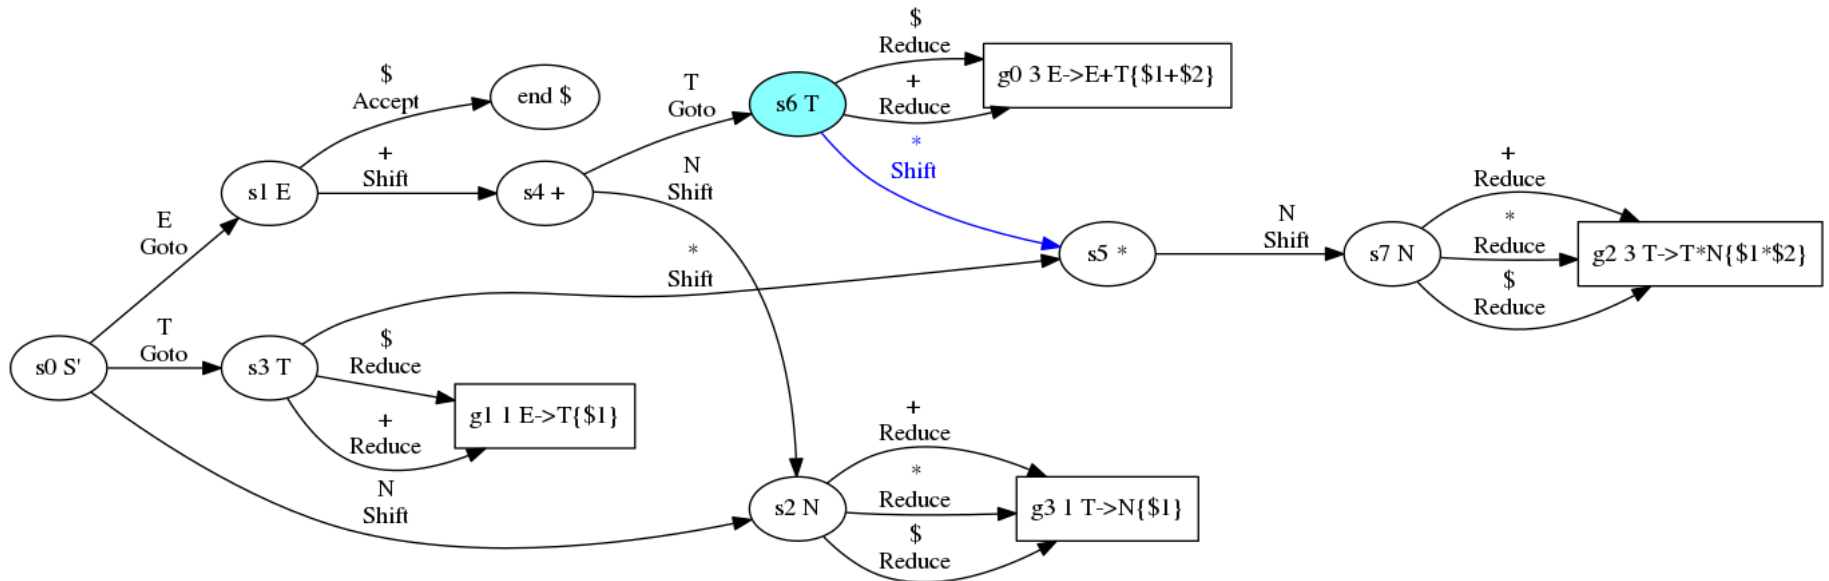 $
Reduce
g0 3 E->E+T{$1+$2}
+
Reduce
s6 T
*
Shift
T
Goto
$
Accept
end $
+
Shift
s4 +
N
Shift
s1 E
E
Goto
*
Shift
s5 *
N
Shift
s7 N
+
Reduce
*
Reduce
$
Reduce
g2 3 T->T*N{$1*$2}
s0 S'
T
Goto
s3 T
$
Reduce
+
Reduce
g1 1 E->T{$1}
N
Shift
s2 N
+
Reduce
*
Reduce
$
Reduce
g3 1 T->N{$1}